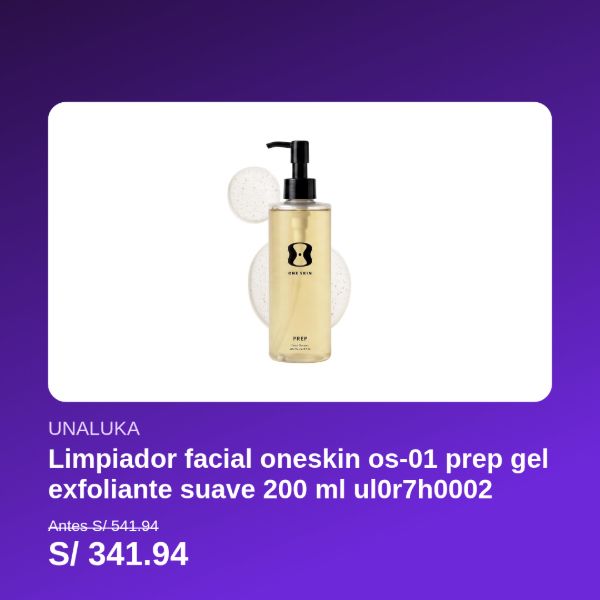 ONE SKIN
PREP
UNALUKA
Limpiador facial oneskin os-01 prep gel
exfoliante suave 200 ml ul0r7h0002
Antes S/ 541.94
S/ 341.94